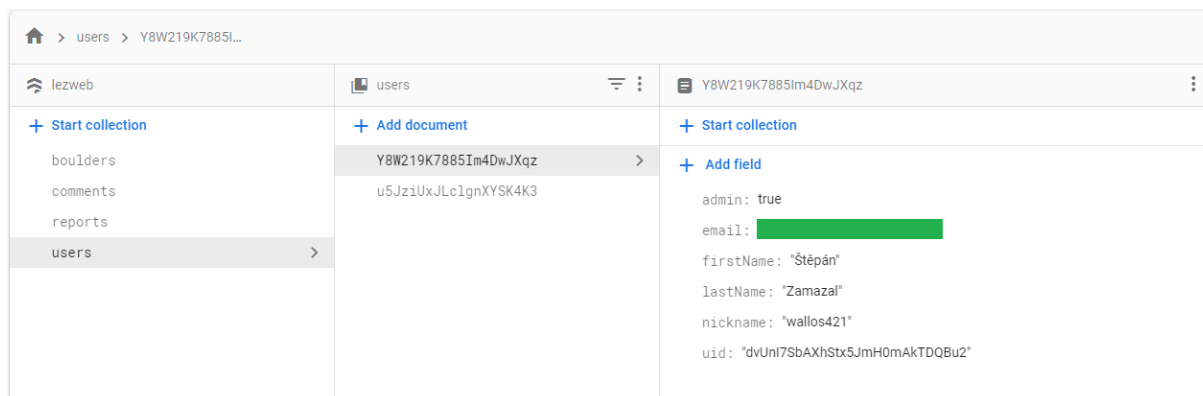 > users > Y8W219K7885I...
lezweb
users
Y8W219K7885Im4DwJXqz
+ Start collection
+ Add document
+ Start collection
boulders
comments
reports
users
Y8W219K7885Im4DwJXqz
u5JziUxJLclgnXYSK4K3
+ Add field
admin: true
email:
firstName: "Štěpán"
lastName: "Zamazal"
nickname: "wallos421"
uid: "dvUnI7SbAXhStx5JmH0mAkTDQBu2"